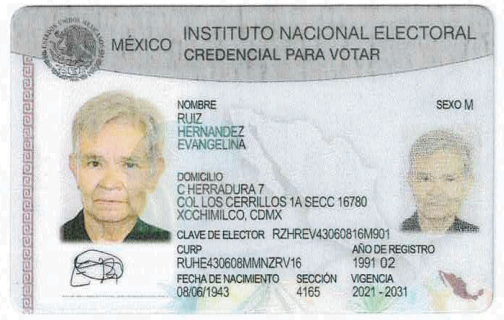 ESTADOS UNIDOS MEXICANOS
MÉXICO
INSTITUTO NACIONAL ELECTORAL
CREDENCIAL PARA VOTAR
NOMBRE
SEXO M
RUIZ
HERNANDEZ
EVANGELINA
DOMICILIO
C HERRADURA 7
COL LOS CERRILLOS 1A SECC 16780
XOCHIMILCO, CDMX
CLAVE DE ELECTOR RZHREV43060816M901
CURP AÑO DE REGISTRO
RUHE430608MMNZRV16 1991 02
FECHA DE NACIMIENTO SECCIÓN VIGENCIA
08/06/1943 4165 2021 - 2031